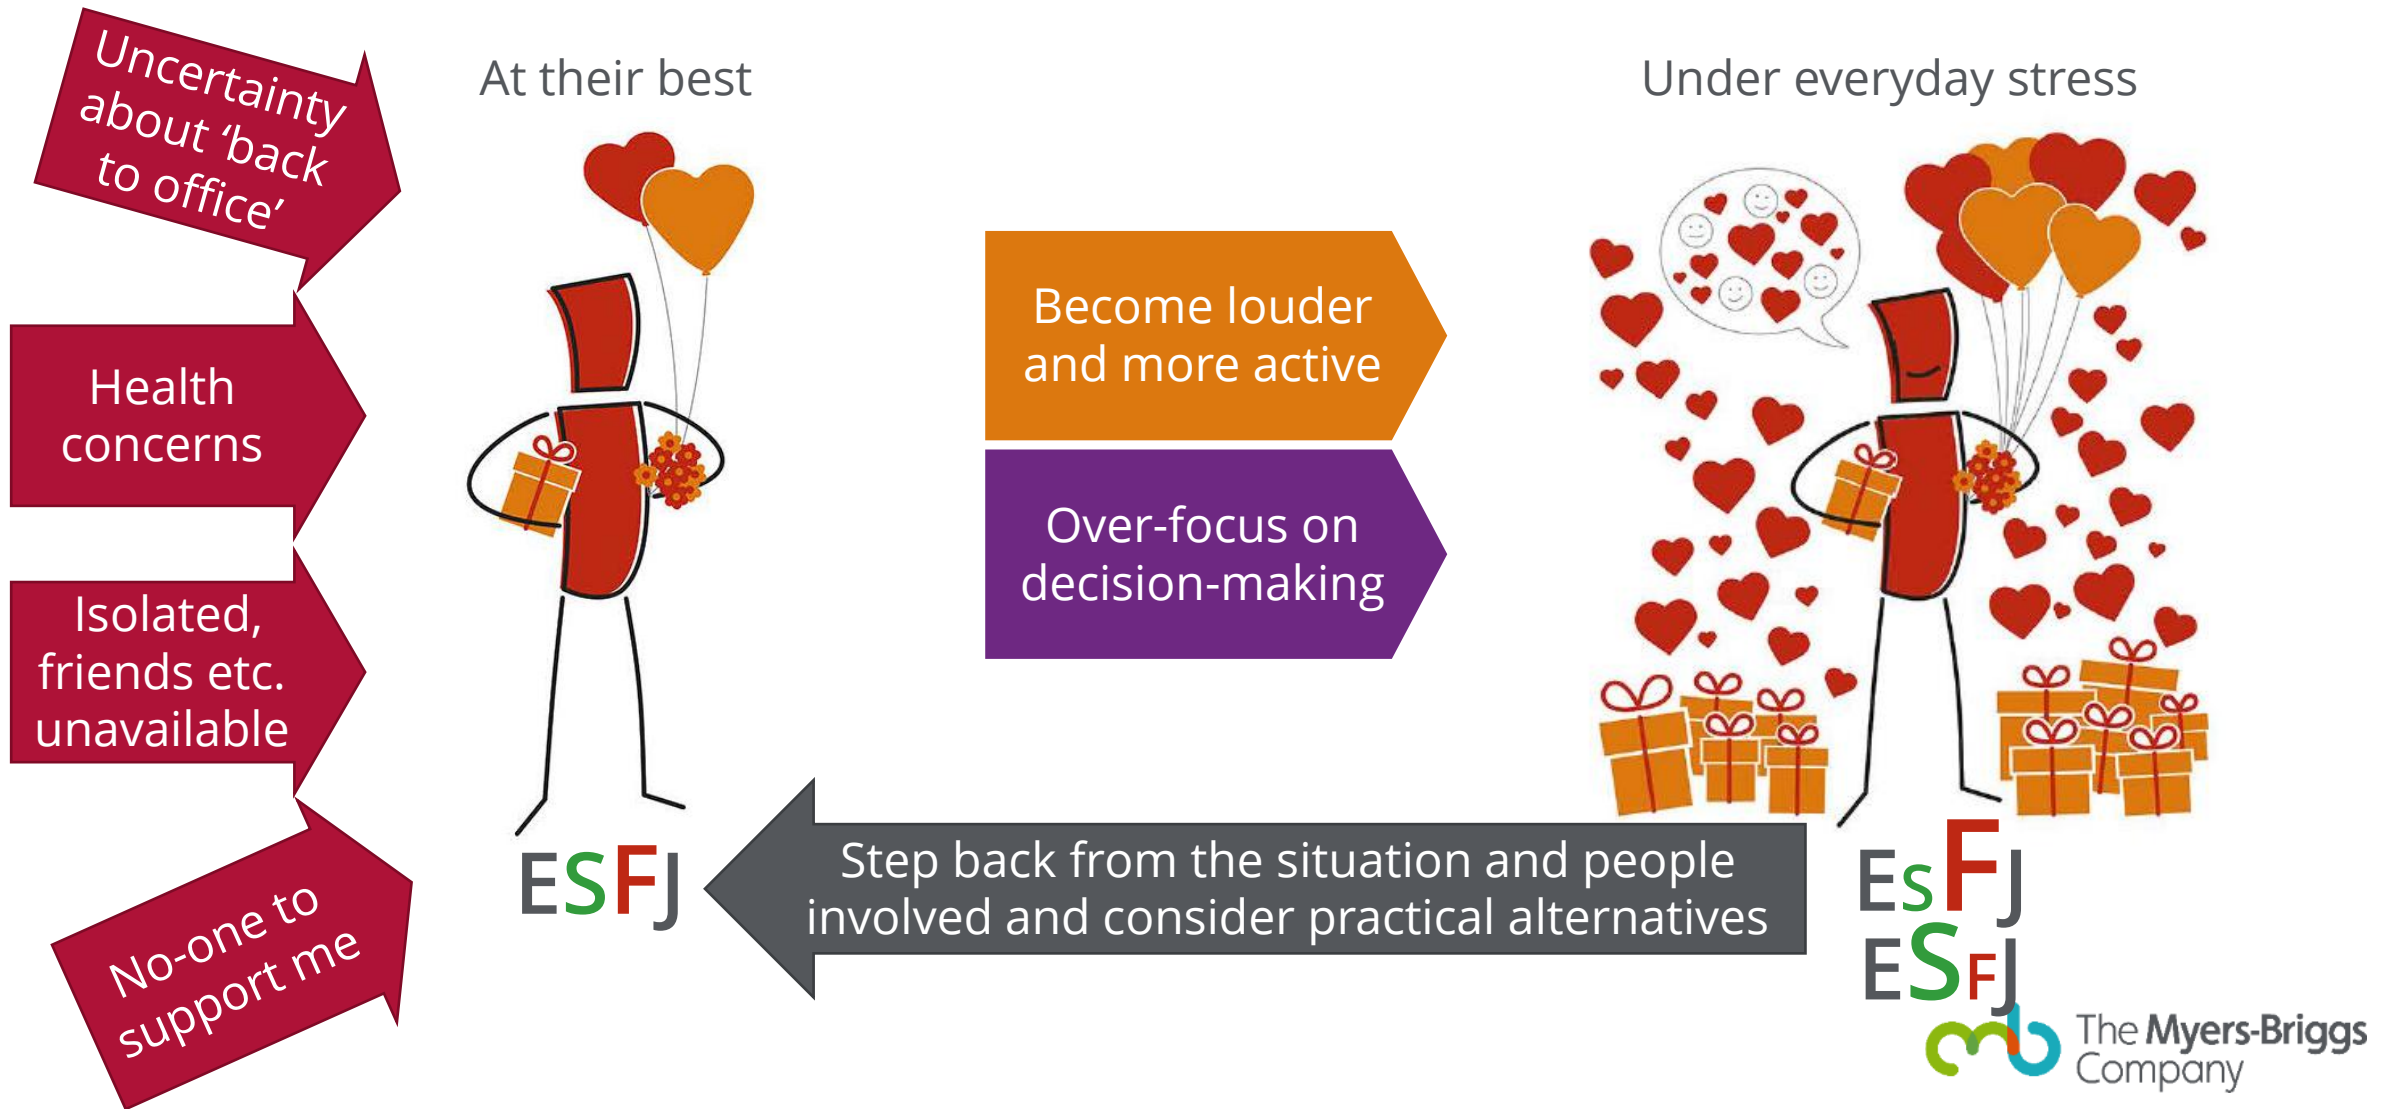 Uncertainty
about ‘back
to office’
Health
concerns
Isolated,
friends etc.
unavailable
No-one to
support me
At their best
ESFJ
Become louder
and more active
Over-focus on
decision-making
Step back from the situation and people
involved and consider practical alternatives
Under everyday stress
EsFJ
ESFJ
The Myers-Briggs
Company